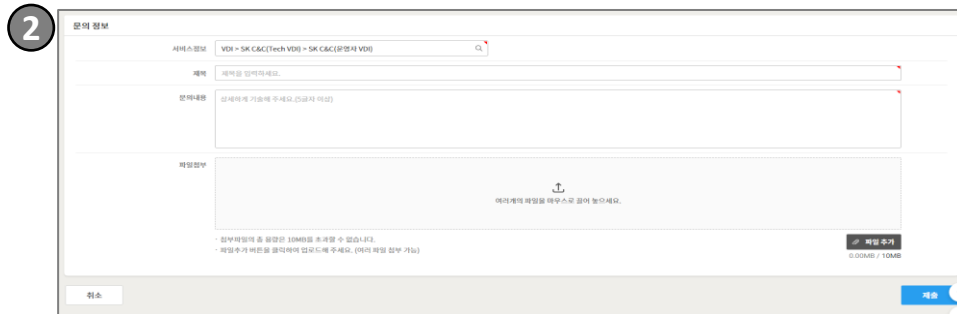 2
문의 정보
서비스정보
VDI > SK C&C(Tech VDI) > SK C&C(운영자 VDI)
제목
제목을 입력하세요.
문의내용
상세하게 기술해 주세요.(5글자 이상)
파일첨부
여러개의 파일을 마우스로 끌어 놓으세요.
- 첨부파일의 총 용량은 10MB를 초과할 수 없습니다.
- 파일추가 버튼을 클릭하여 업로드해 주세요. (여러 파일 첨부 가능)
파일 추가
0.00MB / 10MB
취소
제출